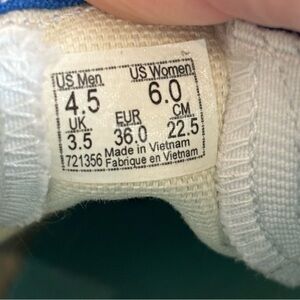 US Men US Women
4.5 6.0
UK EUR CM
3.5 36.0 22.5
Made in Vietnam
721356 Fabrique en Vietnam